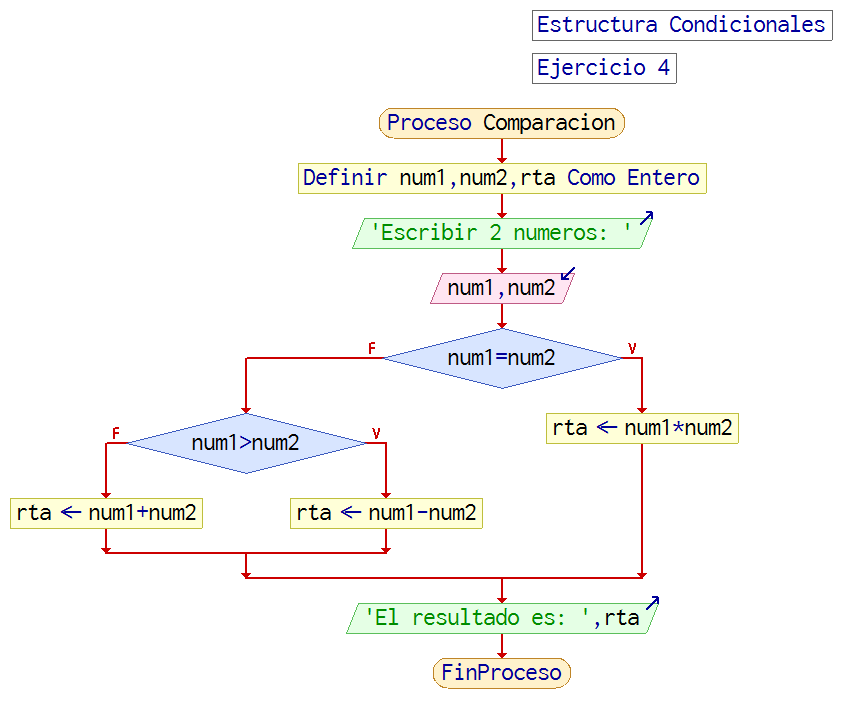 Estructura Condicionales
Ejercicio 4
Proceso Comparacion
Definir num1,num2,rta Como Entero
'Escribir 2 numeros: '
num1,num2
F
num1=num2
V
rta ← num1*num2
F
num1>num2
V
rta ← num1+num2
rta ← num1-num2
'El resultado es: ',rta
FinProceso